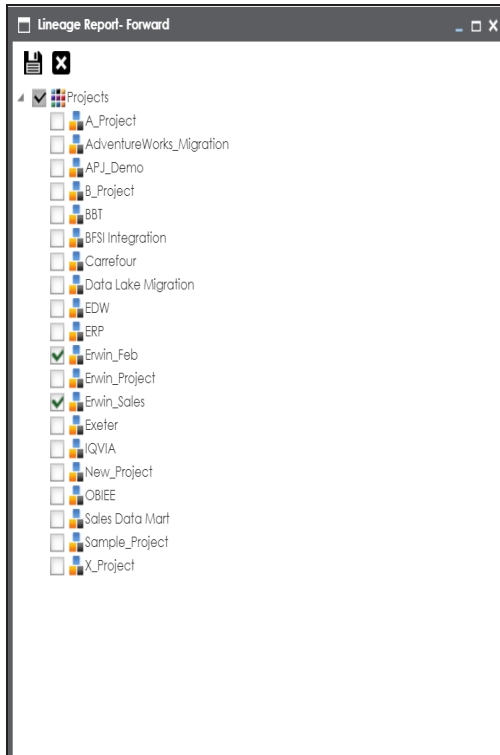 Lineage Report- Forward
Projects
A_Project
AdventureWorks_Migration
APJ_Demo
B_Project
BBT
BFSI Integration
Carrefour
Data Lake Migration
EDW
ERP
Erwin_Feb
Erwin_Project
Erwin_Sales
Exeter
IQVIA
New_Project
OBIEE
Sales Data Mart
Sample_Project
X_Project